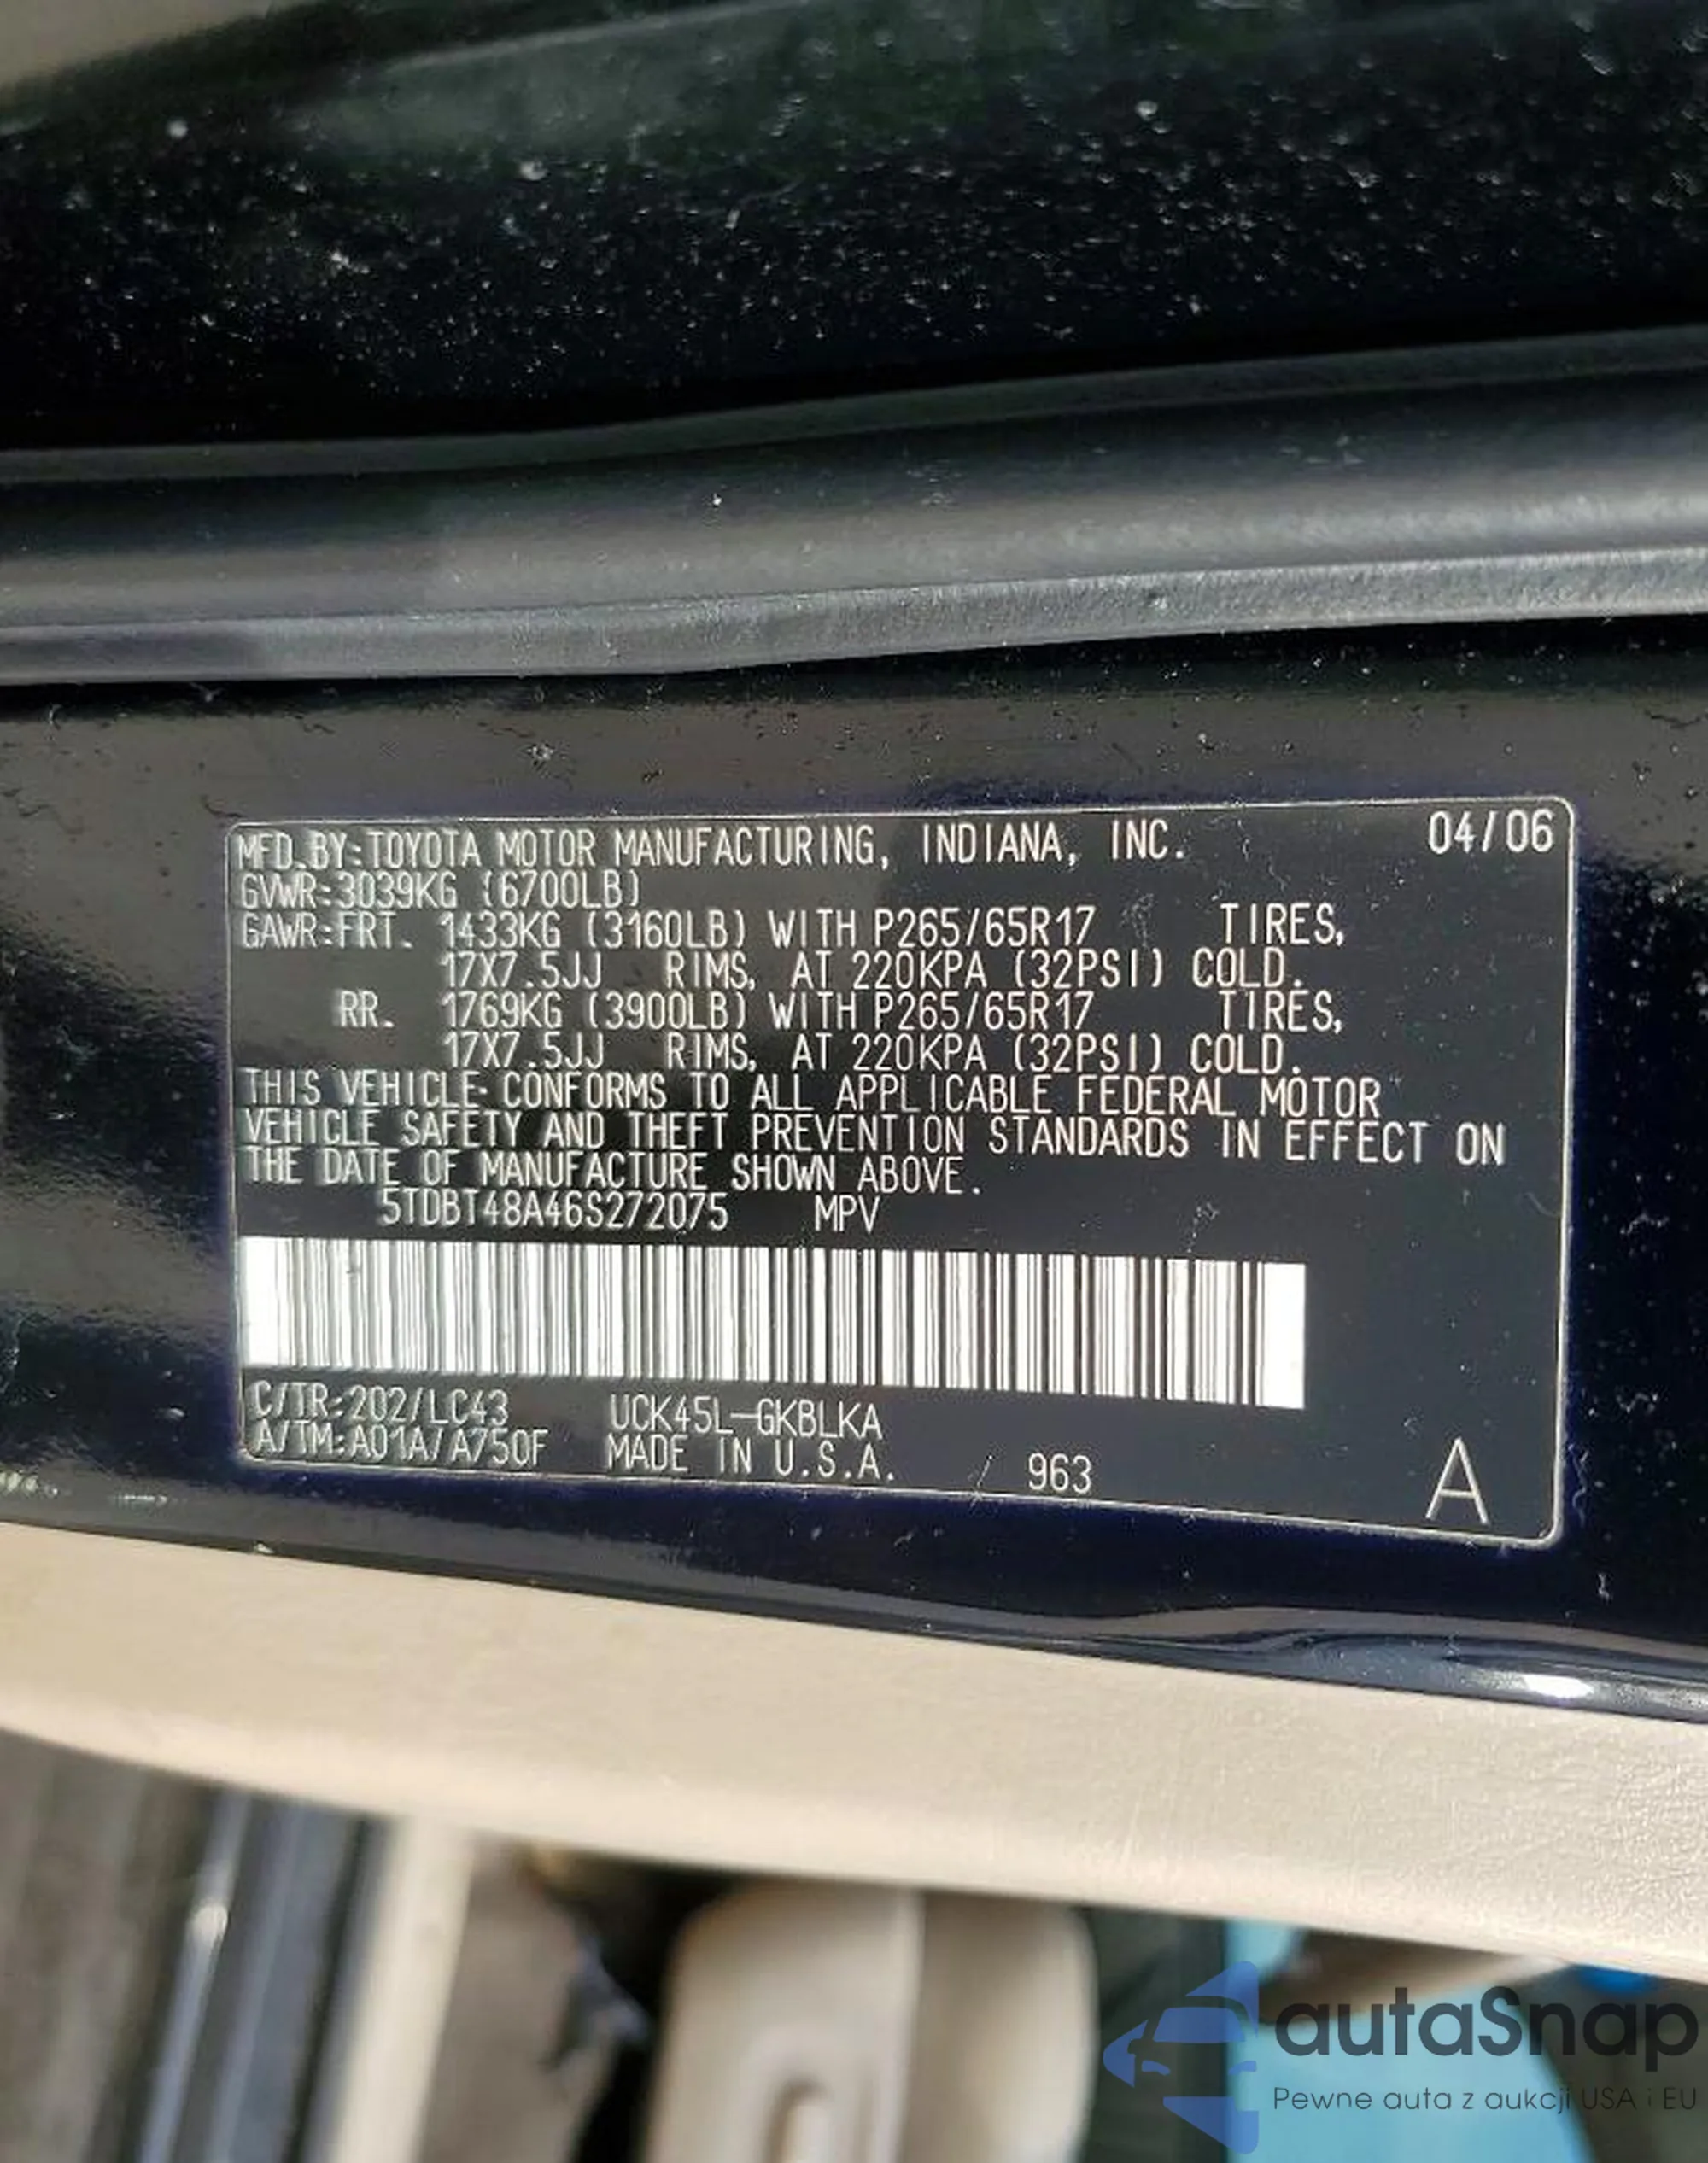 MFD.BY:TOYOTA MOTOR MANUFACTURING, INDIANA, INC. 04/06
GVWR:3039KG (6700LB)
GAWR:FRT. 1433KG (3160LB) WITH P265/65R17 TIRES,
17X7.5JJ RIMS, AT 220KPA (32PSI) COLD.
RR. 1769KG (3900LB) WITH P265/65R17 TIRES,
17X7.5JJ RIMS, AT 220KPA (32PSI) COLD.
THIS VEHICLE CONFORMS TO ALL APPLICABLE FEDERAL MOTOR
VEHICLE SAFETY AND THEFT PREVENTION STANDARDS IN EFFECT ON
THE DATE OF MANUFACTURE SHOWN ABOVE.
5TDBT48A46S272075 MPV
C/TR:202/LC43 UCK45L-GKBLKA
A/TM:A01A/A750F MADE IN U.S.A. 963 A
autaSnap
Pewne auta z aukcji USA i EU